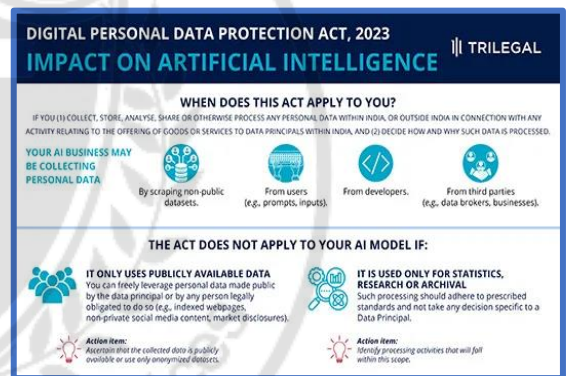 DIGITAL PERSONAL DATA PROTECTION ACT, 2023
IMPACT ON ARTIFICIAL INTELLIGENCE
TRILEGAL
WHEN DOES THIS ACT APPLY TO YOU?
IF YOU (1) COLLECT, STORE, ANALYSE, SHARE OR OTHERWISE PROCESS ANY PERSONAL DATA WITHIN INDIA, OR OUTSIDE INDIA IN CONNECTION WITH ANY
ACTIVITY RELATING TO THE OFFERING OF GOODS OR SERVICES TO DATA PRINCIPALS WITHIN INDIA, AND (2) DECIDE HOW AND WHY SUCH DATA IS PROCESSED.
YOUR AI BUSINESS MAY
BE COLLECTING
PERSONAL DATA
By scraping non-public
datasets.
From users
(e.g., prompts, inputs).
From developers.
From third parties
(e.g., data brokers, businesses).
THE ACT DOES NOT APPLY TO YOUR AI MODEL IF:
IT ONLY USES PUBLICLY AVAILABLE DATA
You can freely leverage personal data made public
by the data principal or by any person legally
obligated to do so (e.g., indexed webpages,
non-private social media content, market disclosures).
Action item:
Ascertain that the collected data is publicly
available or use only anonymized datasets.
IT IS USED ONLY FOR STATISTICS,
RESEARCH OR ARCHIVAL
Such processing should adhere to prescribed
standards and not take any decision specific to a
Data Principal.
Action item:
Identify processing activities that will fall
within this scope.